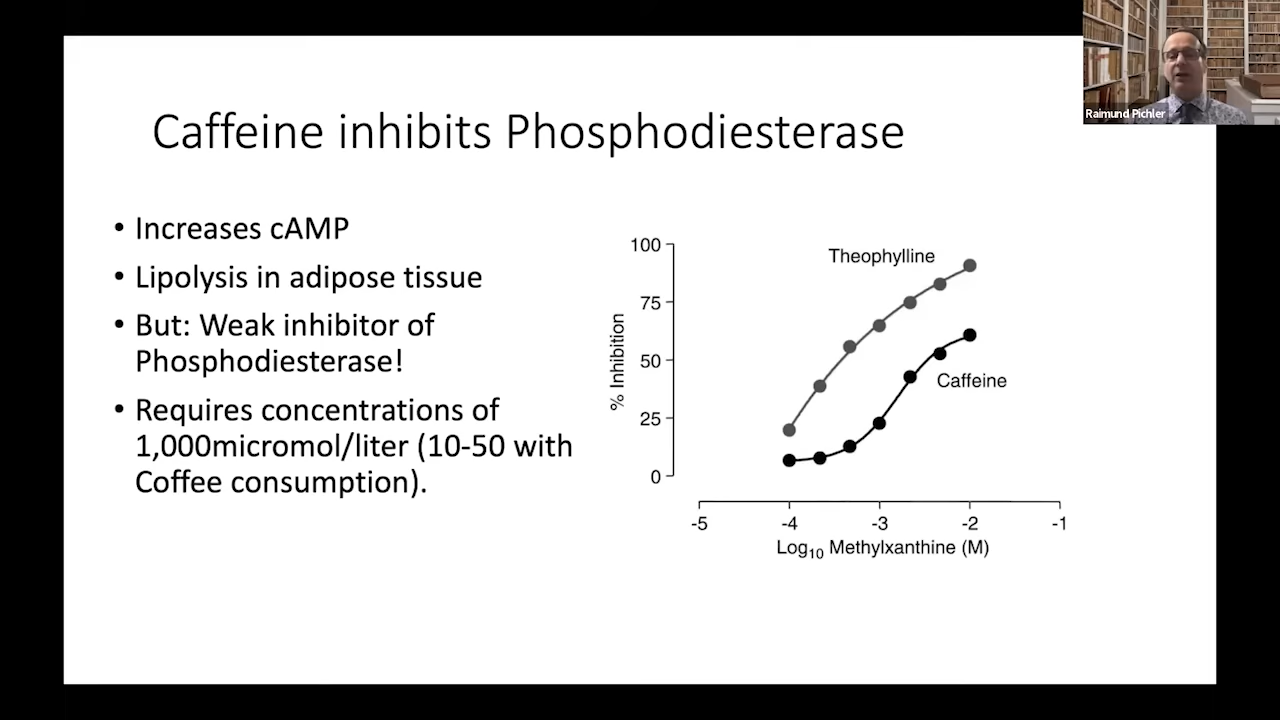 Raimund Pichler
Caffeine inhibits Phosphodiesterase
• Increases cAMP
• Lipolysis in adipose tissue
• But: Weak inhibitor of
Phosphodiesterase!
• Requires concentrations of
1,000micromol/liter (10-50 with
Coffee consumption).
100
75
50
25
0
% Inhibition
Theophylline
Caffeine
-5 -4 -3 -2 -1
Log10 Methylxanthine (M)